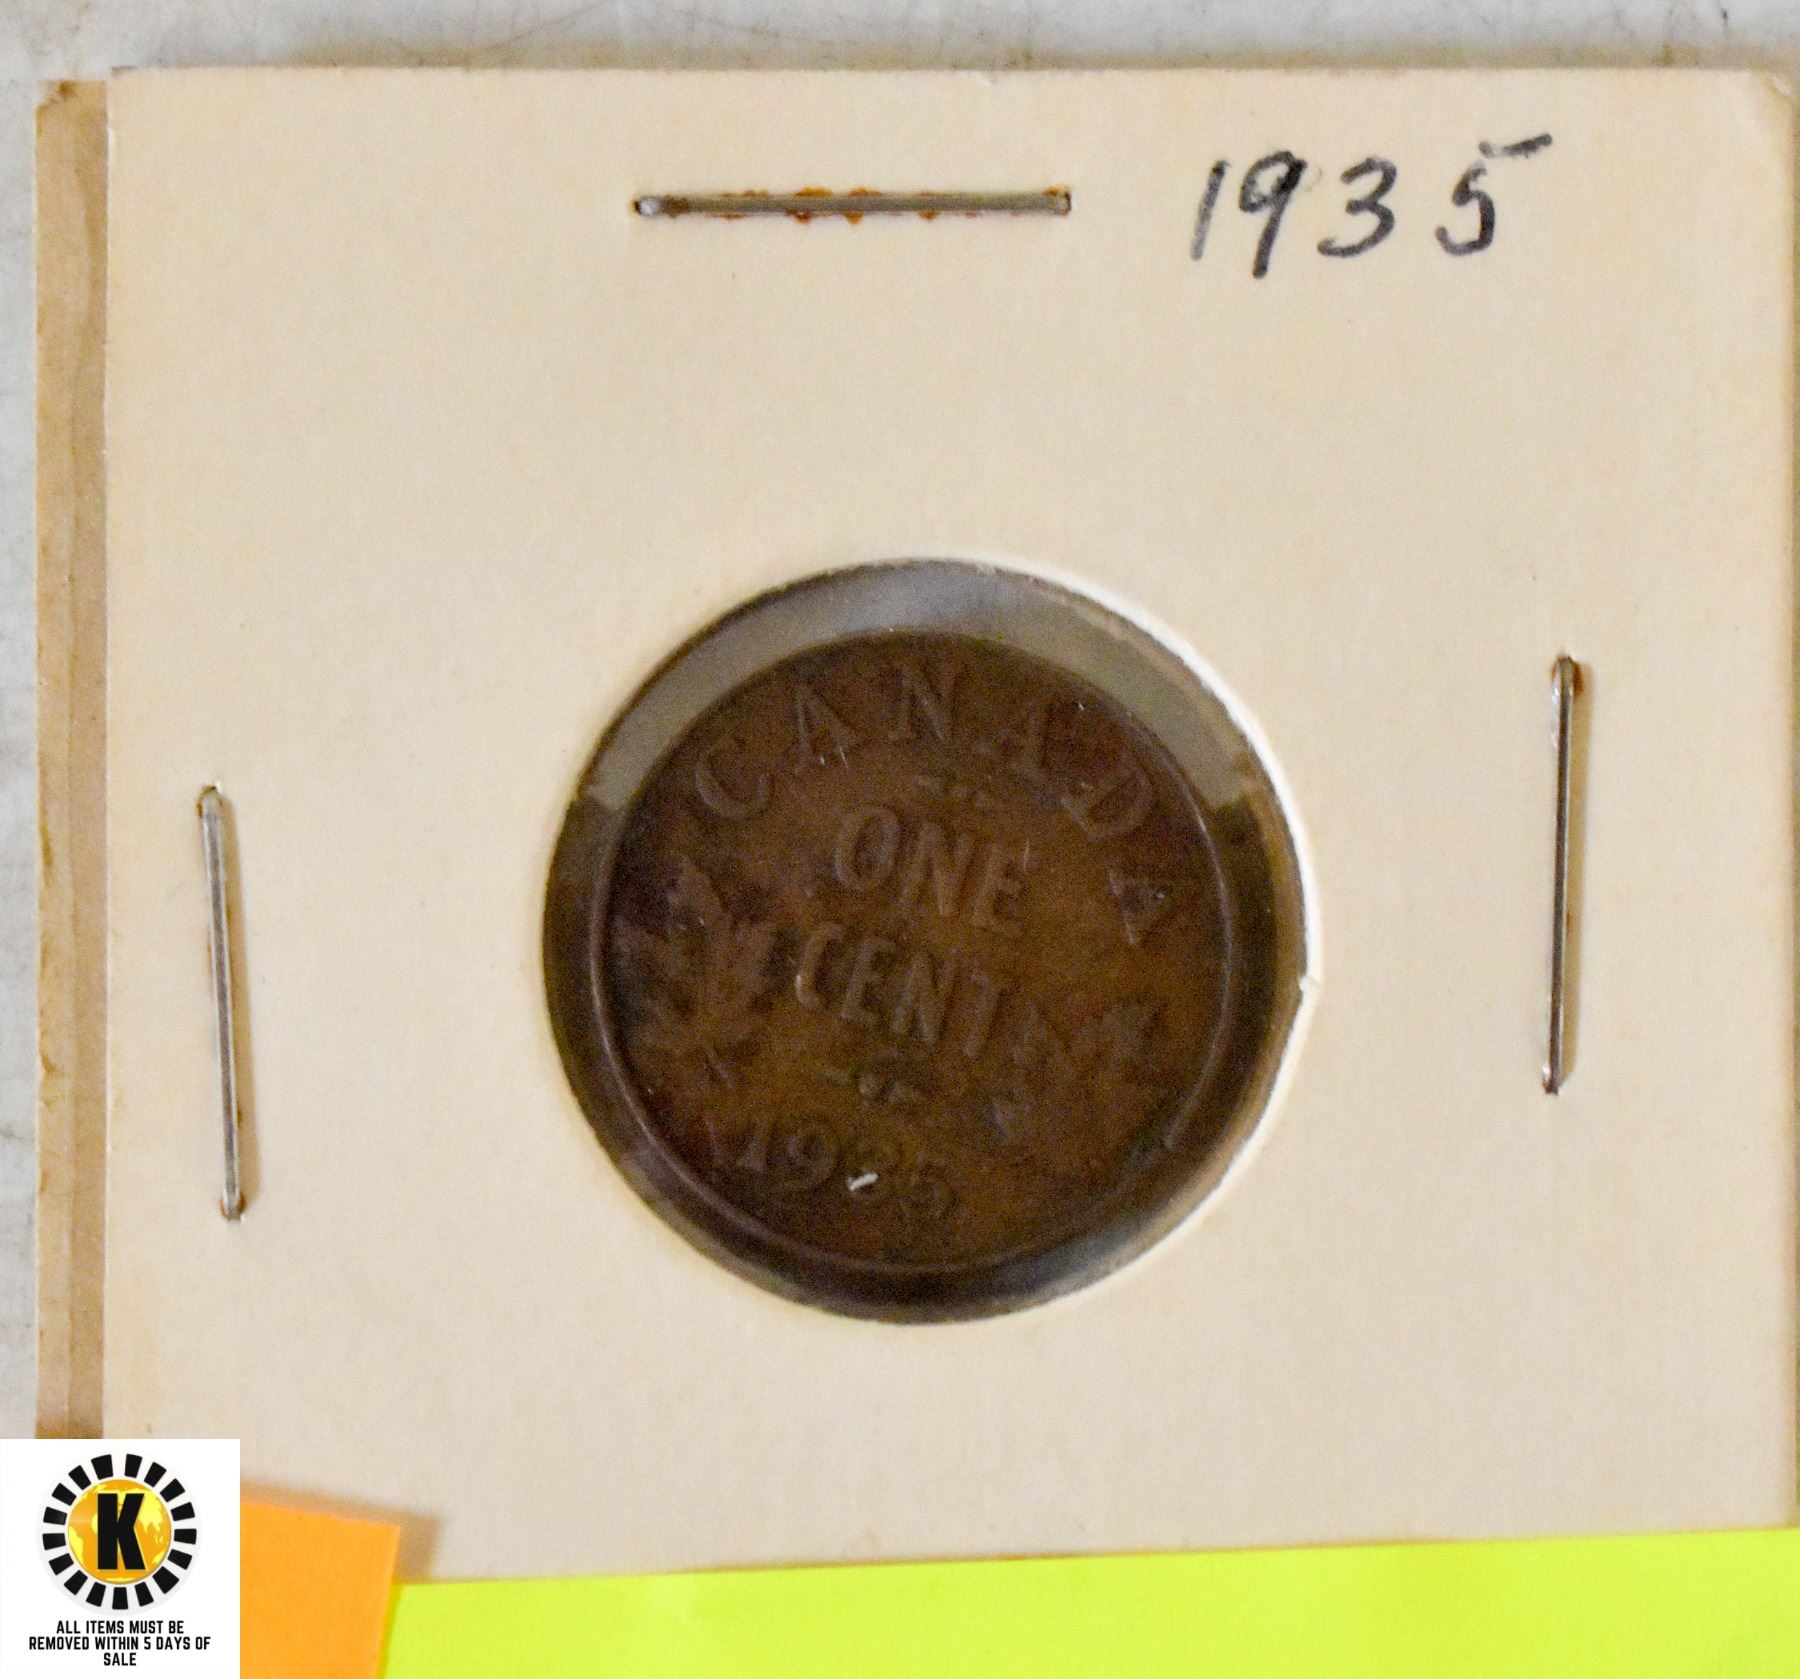 1935
CANADA
ONE
CENT
1935
K
ALL ITEMS MUST BE
REMOVED WITHIN 5 DAYS OF
SALE